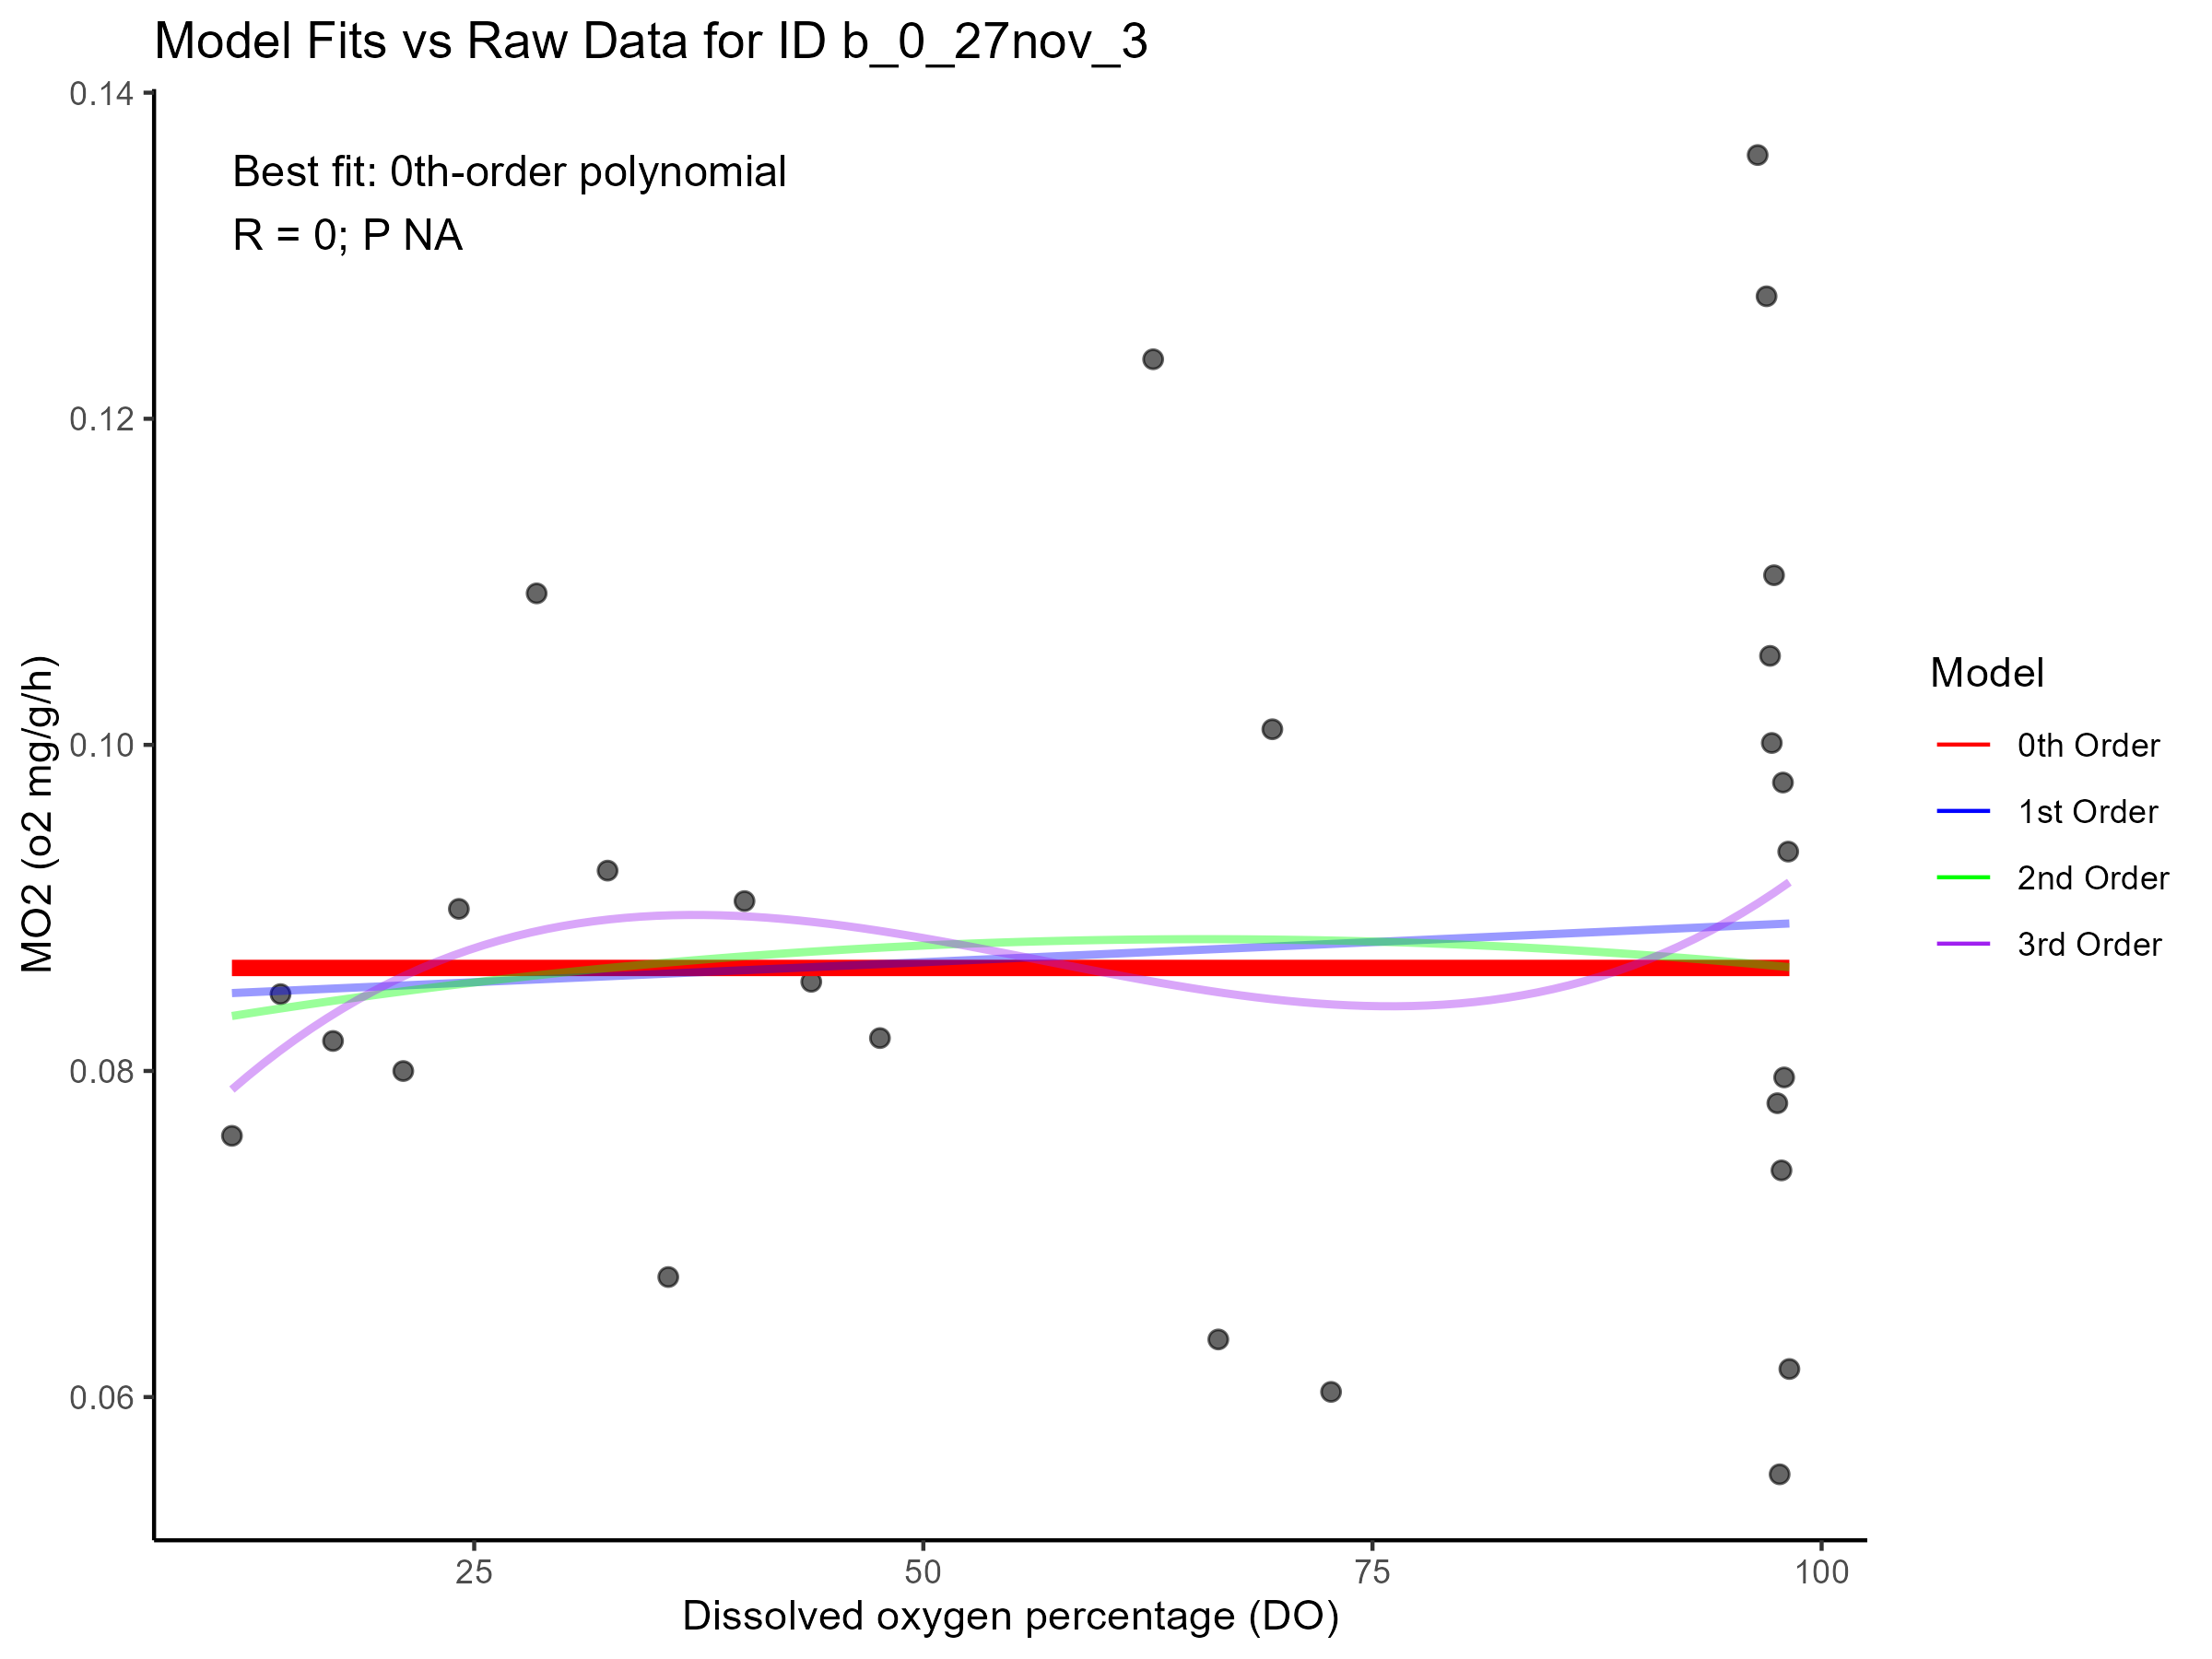 Model Fits vs Raw Data for ID b_0_27nov_3
Best fit: 0th-order polynomial
R = 0; P NA
MO2 (o2 mg/g/h)
0.14
0.12
0.10
0.08
0.06
25
50
75
100
Dissolved oxygen percentage (DO)
Model
0th Order
1st Order
2nd Order
3rd Order